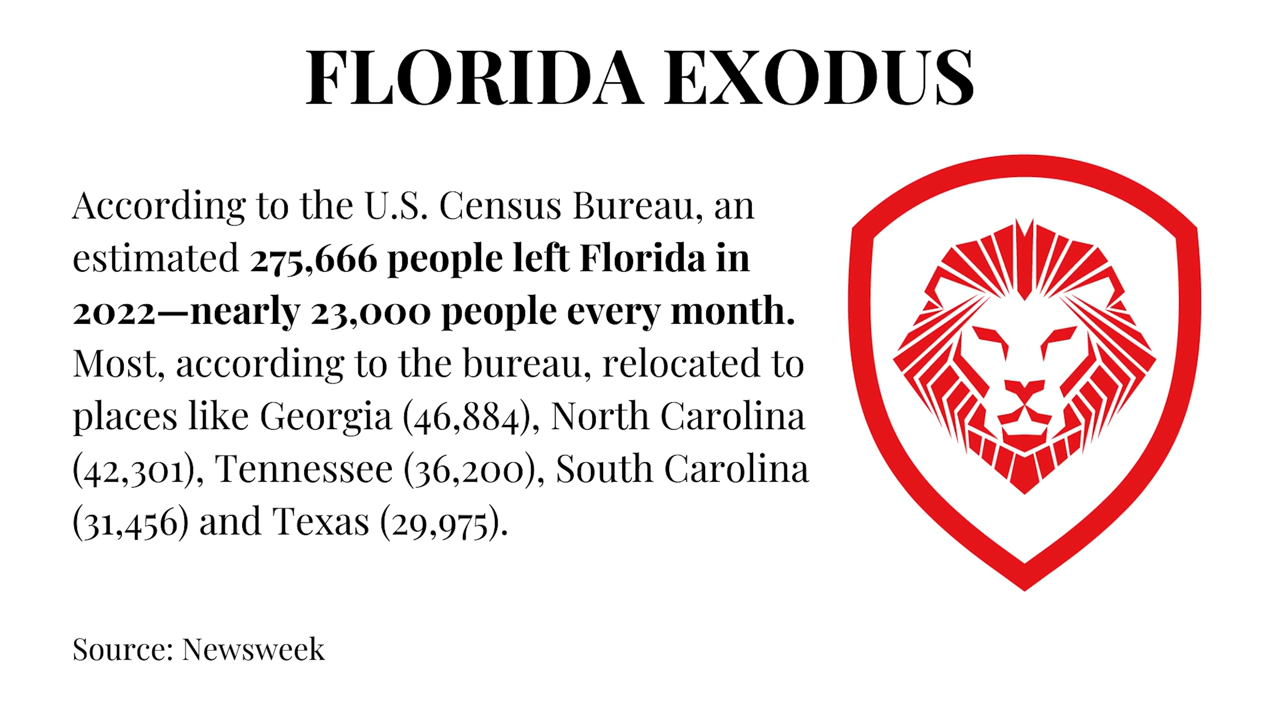 FLORIDA EXODUS
According to the U.S. Census Bureau, an
estimated 275,666 people left Florida in
2022—nearly 23,000 people every month.
Most, according to the bureau, relocated to
places like Georgia (46,884), North Carolina
(42,301), Tennessee (36,200), South Carolina
(31,456) and Texas (29,975).
Source: Newsweek